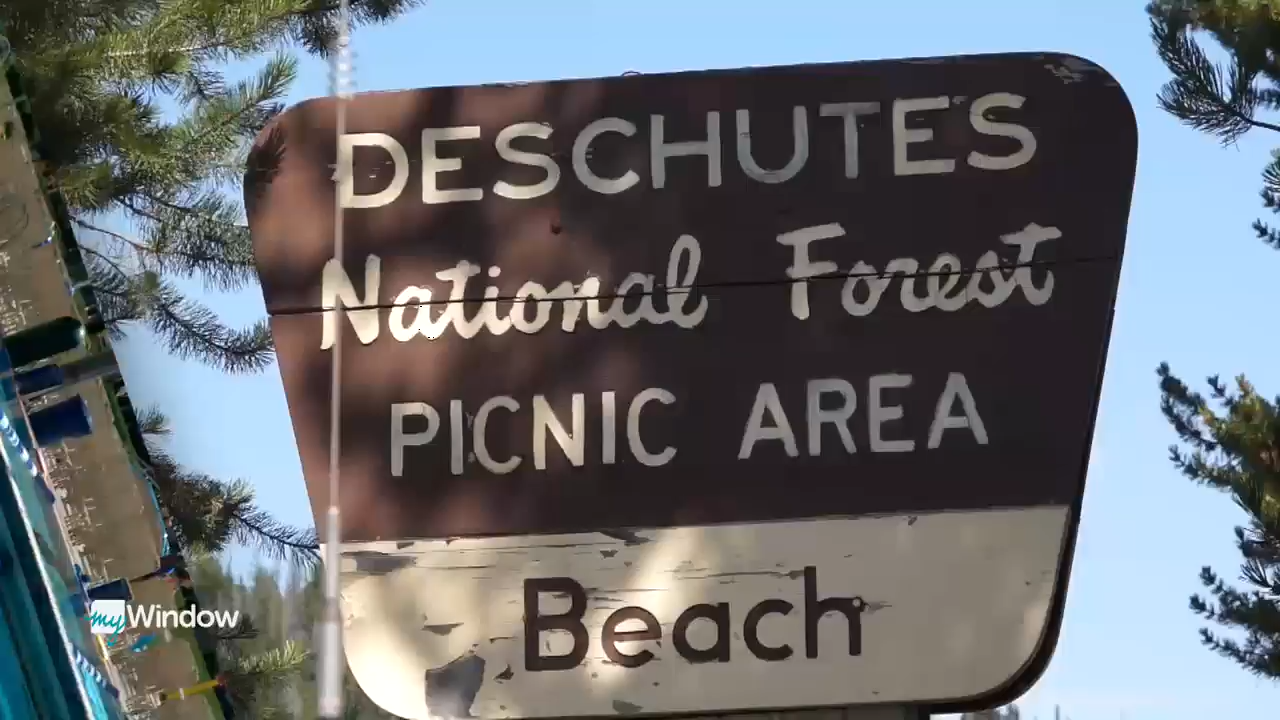 DESCHUTES
National Forest
PICNIC AREA
Beach
myWindow